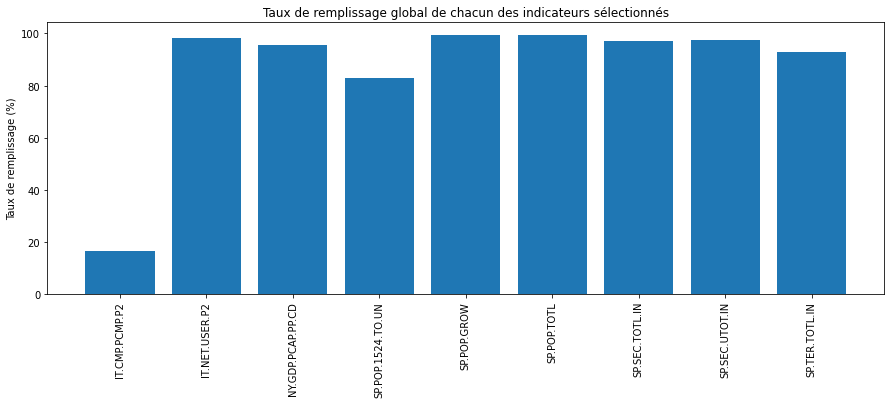 Taux de remplissage global de chacun des indicateurs sélectionnés
Taux de remplissage (%)
100
80
60
40
20
0
IT.CMP.PCMP.P2
IT.NET.USER.P2
NY.GDP.PCAP.PP.CD
SP.POP.1524.TO.UN
SP.POP.GROW
SP.POP.TOTL
SP.SEC.TOTL.IN
SP.SEC.UTOT.IN
SP.TER.TOTL.IN